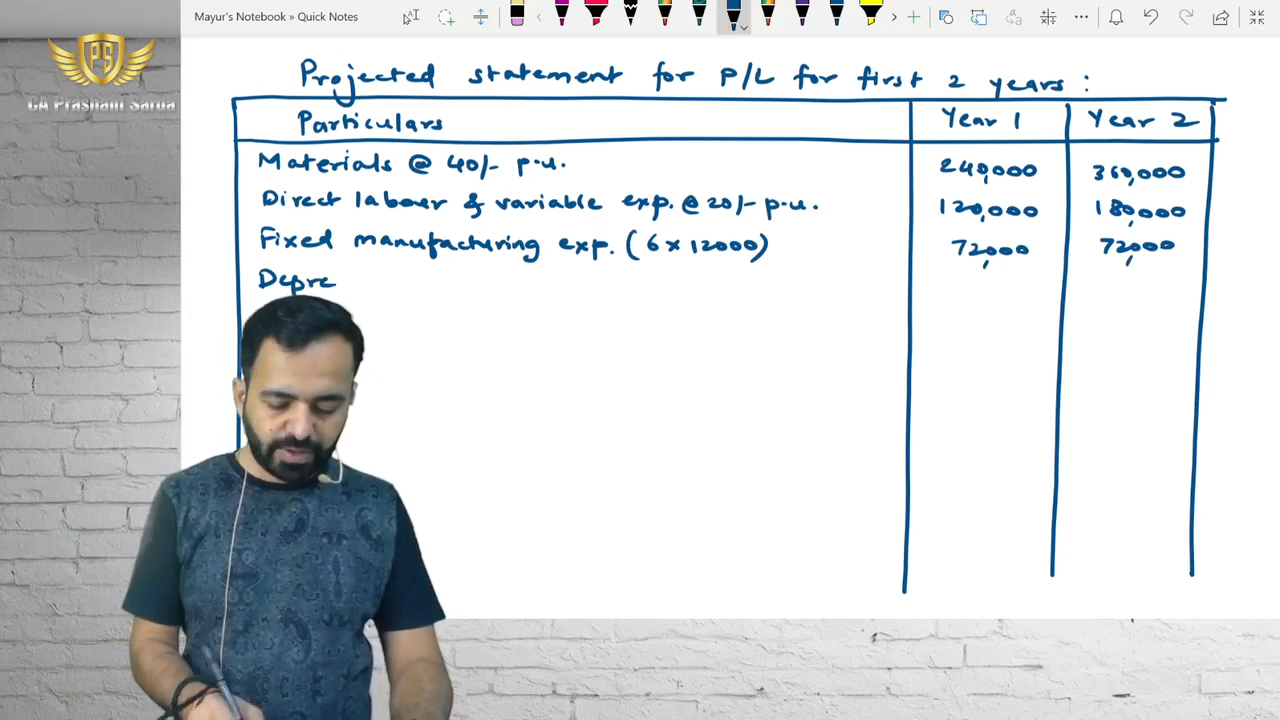 Mayur's Notebook » Quick Notes
PS
CA Prashant Sarda
Projected statement for P/L for first 2 years :
Particulars Year 1 Year 2
Materials @ 40/- p.u. 240,000 360,000
Direct labour & variable exp. @ 20/- p.u. 120,000 180,000
Fixed manufacturing exp. (6 x 12000) 72,000 72,000
Depre